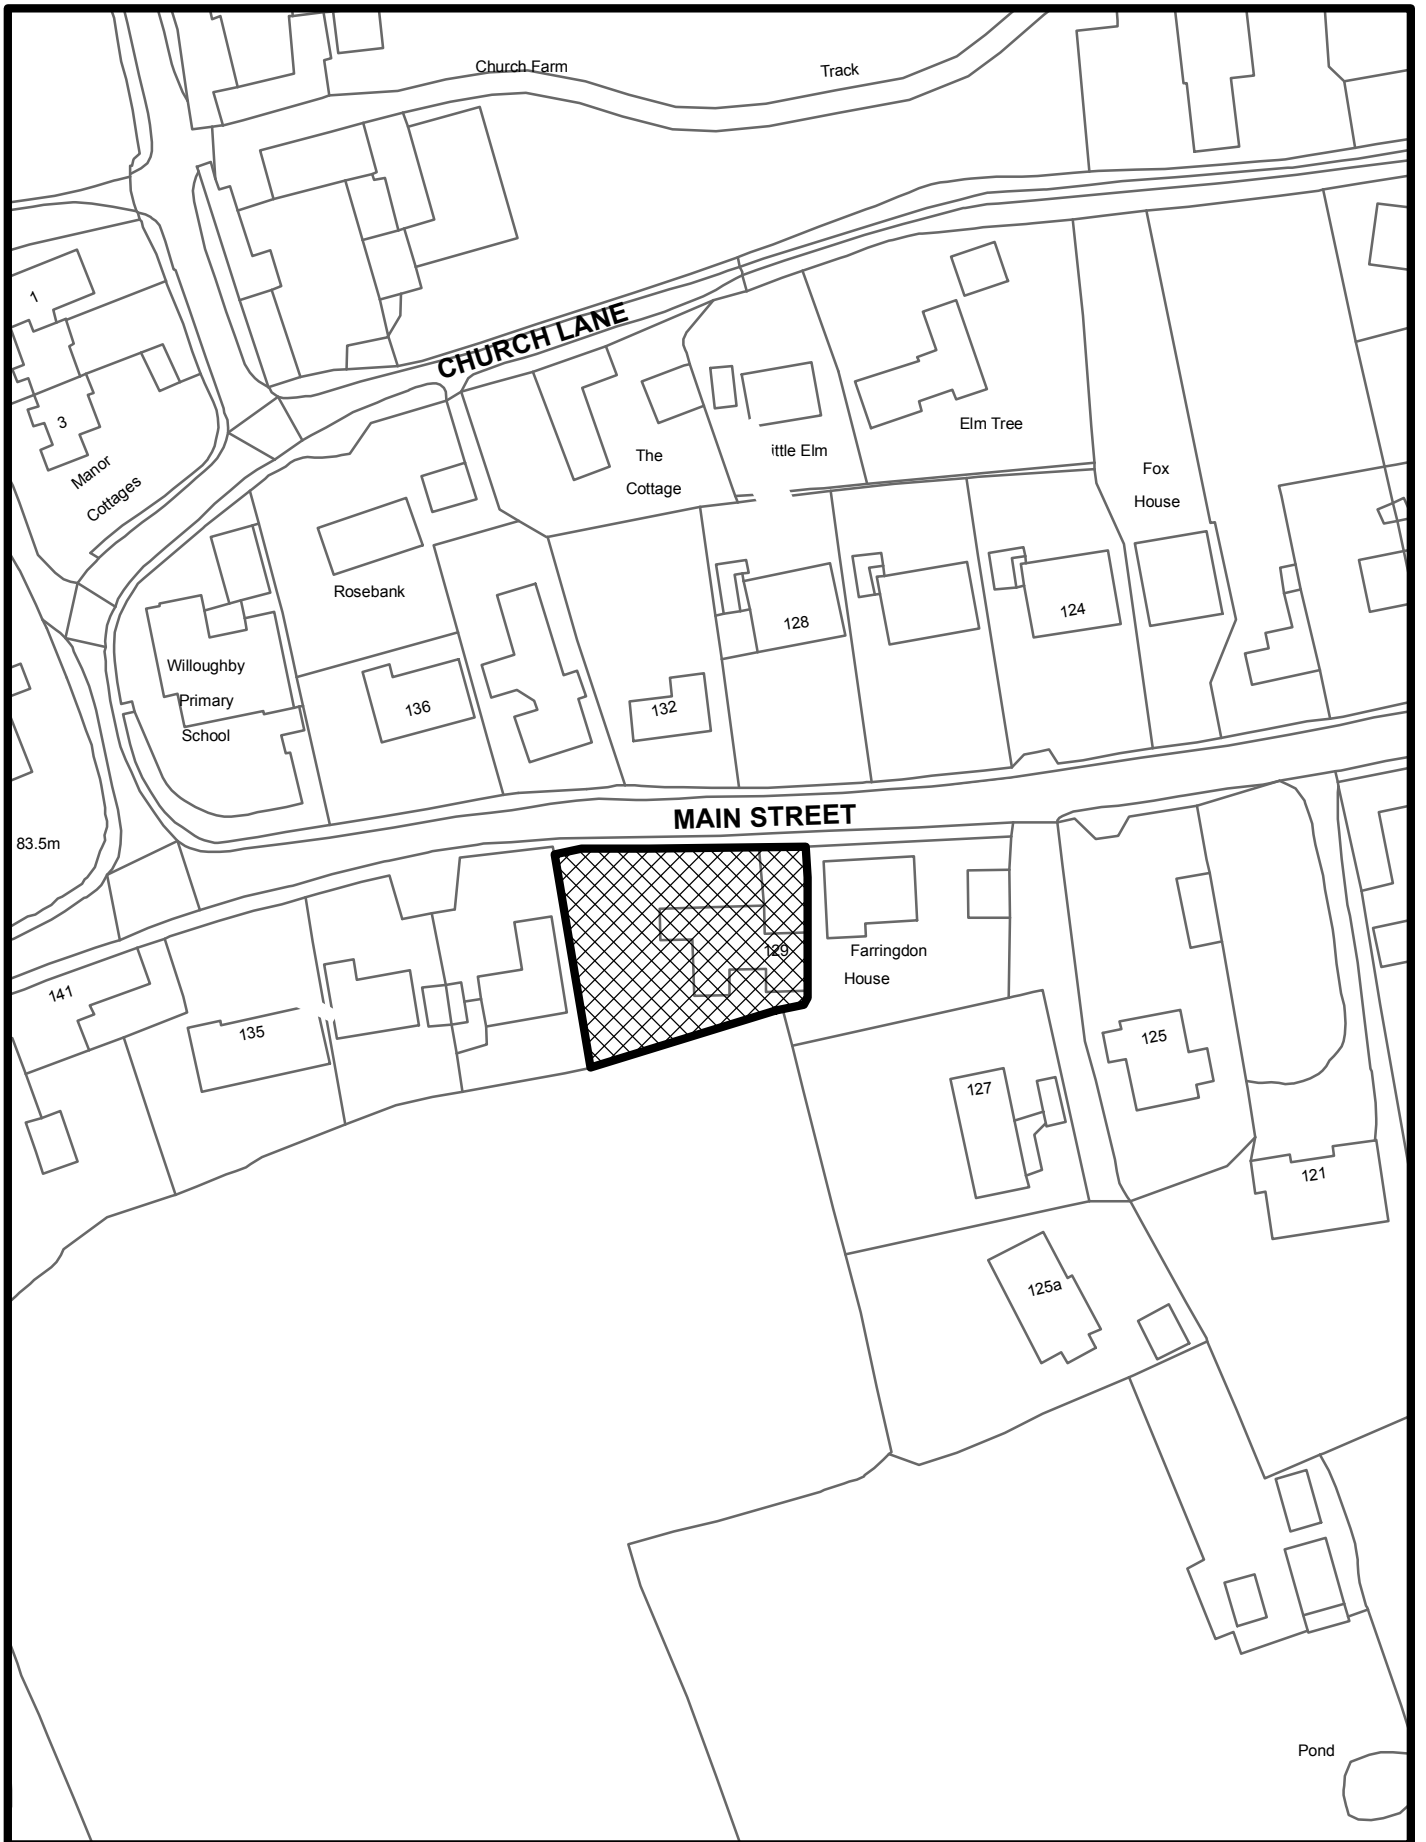 Church Farm
Track
1
CHURCH LANE
3
Manor
Cottages
The
Cottage
ittle Elm
Elm Tree
Fox
House
Rosebank
128
124
Willoughby
Primary
School
136
132
MAIN STREET
83.5m
129
Farringdon
House
141
135
125
127
121
125a
Pond